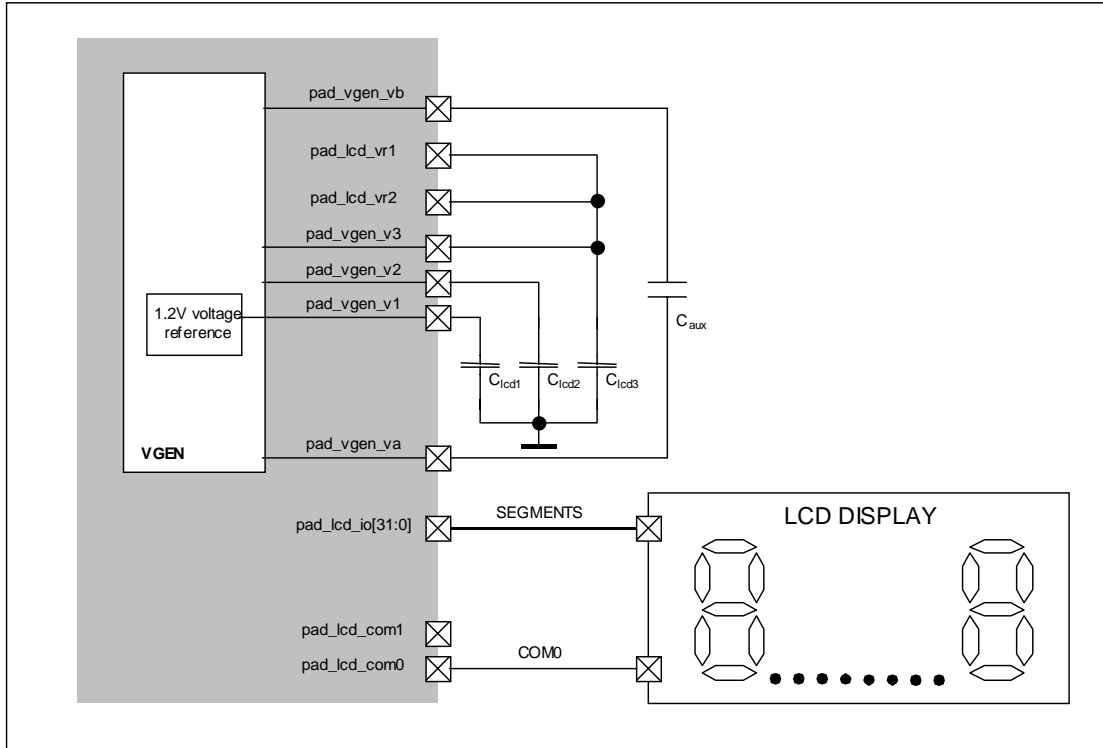 pad_vgen_vb
pad_lcd_vr1
pad_lcd_vr2
pad_vgen_v3
pad_vgen_v2
pad_vgen_v1
1.2V voltage
reference
Caux
Clcd1
Clcd2
Clcd3
pad_vgen_va
VGEN
SEGMENTS
LCD DISPLAY
pad_lcd_io[31:0]
pad_lcd_com1
pad_lcd_com0
COM0